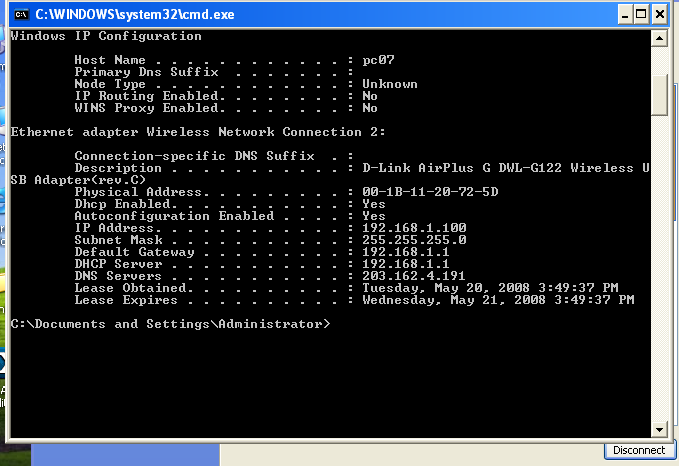 C:\WINDOWS\system32\cmd.exe
Windows IP Configuration
Host Name . . . . . . . . . . . . : pc07
Primary Dns Suffix . . . . . . . :
Node Type . . . . . . . . . . . . : Unknown
IP Routing Enabled. . . . . . . . : No
WINS Proxy Enabled. . . . . . . . : No
Ethernet adapter Wireless Network Connection 2:
Connection-specific DNS Suffix . :
Description . . . . . . . . . . . : D-Link AirPlus G DWL-G122 Wireless U
SB Adapter(rev.C)
Physical Address. . . . . . . . . : 00-1B-11-20-72-5D
Dhcp Enabled. . . . . . . . . . . : Yes
Autoconfiguration Enabled . . . . : Yes
IP Address. . . . . . . . . . . . : 192.168.1.100
Subnet Mask . . . . . . . . . . . : 255.255.255.0
Default Gateway . . . . . . . . . : 192.168.1.1
DHCP Server . . . . . . . . . . . : 192.168.1.1
DNS Servers . . . . . . . . . . . : 203.162.4.191
Lease Obtained. . . . . . . . . . : Tuesday, May 20, 2008 3:49:37 PM
Lease Expires . . . . . . . . . . : Wednesday, May 21, 2008 3:49:37 PM
C:\Documents and Settings\Administrator>
Disconnect